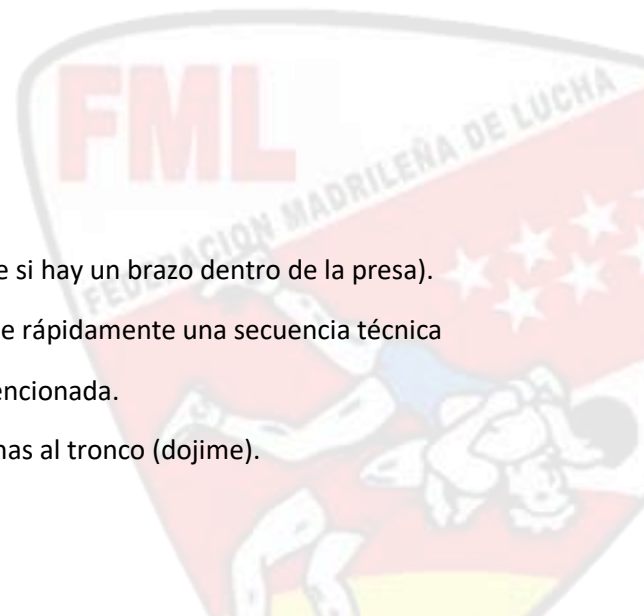 FML
FEDERACION MADRILEÑA DE LUCHA
e si hay un brazo dentro de la presa).
e rápidamente una secuencia técnica
encionada.
nas al tronco (dojime).